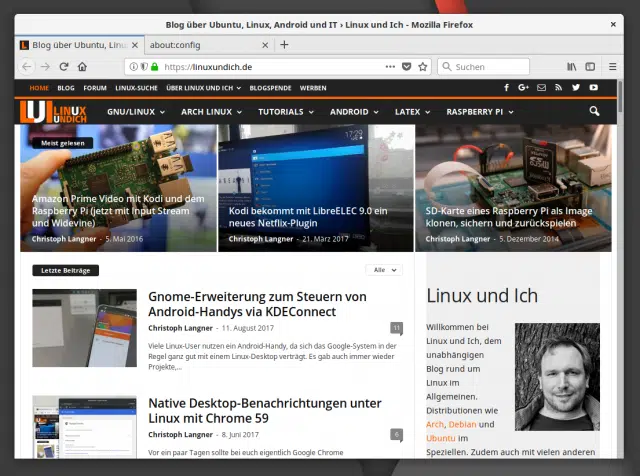 Blog über Ubuntu, Linux, Android und IT › Linux und Ich - Mozilla Firefox
Blog über Ubuntu, Linu
about:config
https://linuxundich.de
Suchen
HOME BLOG FORUM LINUX-SUCHE ÜBER LINUX UND ICH BLOGSPENDE WERBEN
LINUX
UNDICH
GNU/LINUX ARCH LINUX TUTORIALS ANDROID LATEX RASPBERRY PI
Meist gelesen
Amazon Prime Video mit Kodi und dem
Raspberry Pi (jetzt mit Input Stream
und Widevine)
Christoph Langner - 5. Mai 2016
Kodi bekommt mit LibreELEC 9.0 ein
neues Netflix-Plugin
Christoph Langner - 21. März 2017
SD-Karte eines Raspberry Pi als Image
klonen, sichern und zurückspielen
Christoph Langner - 5. Dezember 2014
Letzte Beiträge
Alle
Gnome-Erweiterung zum Steuern von
Android-Handys via KDEConnect
Christoph Langner - 11. August 2017
11
Viele Linux-User nutzen ein Android-Handy, da sich das Google-System in der
Regel ganz gut mit einem Linux-Desktop verträgt. Es gab auch immer wieder
Projekte,...
Native Desktop-Benachrichtungen unter
Linux mit Chrome 59
Christoph Langner - 8. Juni 2017
6
Vor ein paar Tagen sollte bei euch eigentlich Google Chrome
Linux und Ich
Willkommen bei
Linux und Ich, dem
unabhängigen
Blog rund um
Linux im
Allgemeinen.
Distributionen wie
Arch, Debian und
Ubuntu im
Speziellen. Zudem auch mit vielen anderen